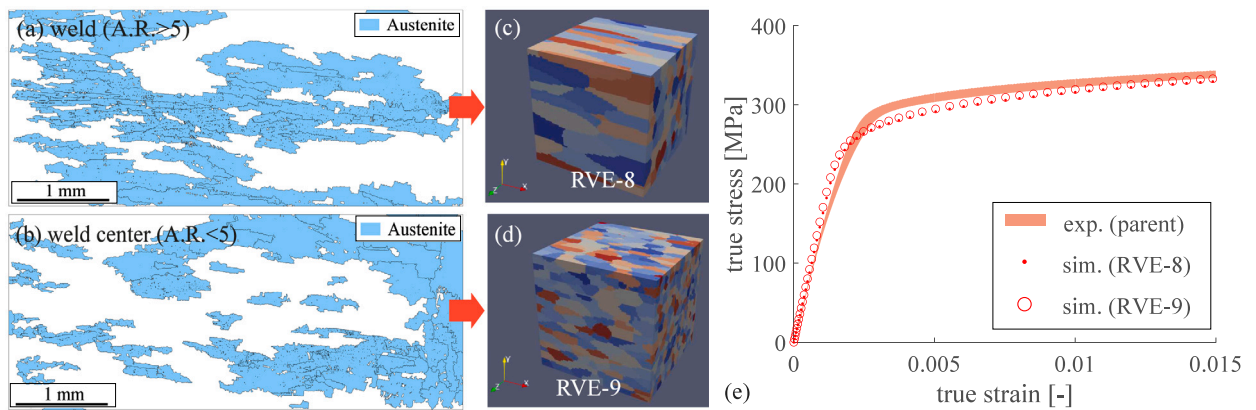 (a) weld (A.R.>5)
Austenite
1 mm
(b) weld center (A.R.<5)
Austenite
1 mm
(c)
Y
Z
X
RVE-8
(d)
Y
Z
X
RVE-9
true stress [MPa]
300
200
100
0
0
0.005
0.01
0.015
true strain [-]
exp. (parent)
sim. (RVE-8)
sim. (RVE-9)
(e)